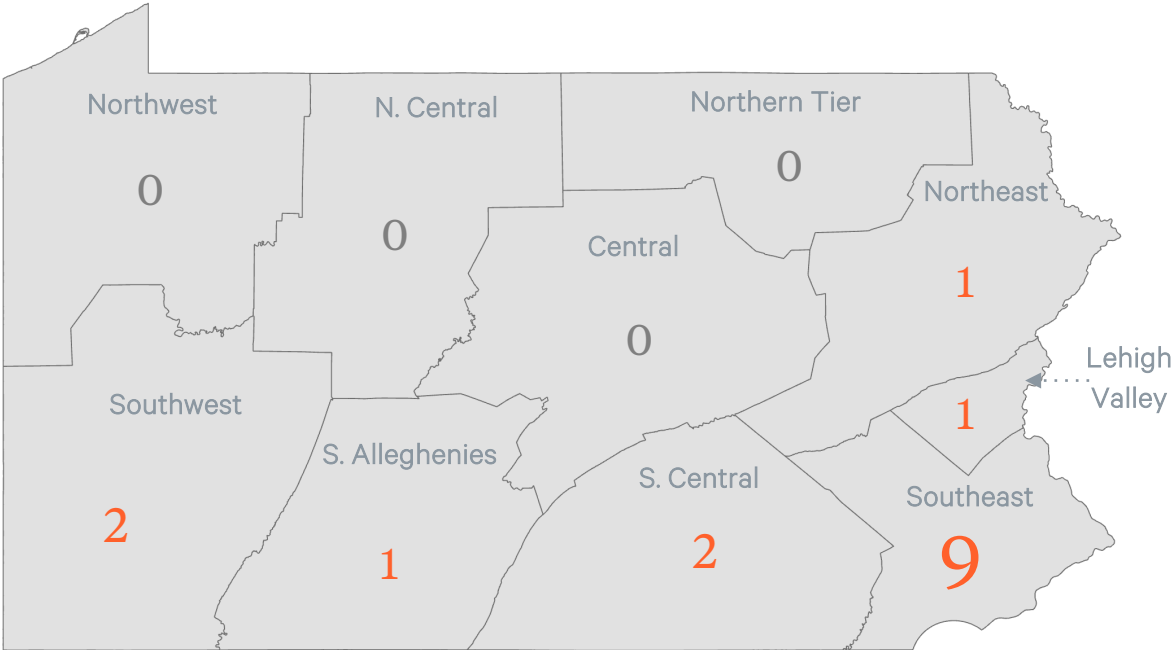 Northwest
0
N. Central
0
Northern Tier
0
Northeast
1
Central
0
Lehigh
Valley
1
Southwest
2
S. Alleghenies
1
S. Central
2
Southeast
9